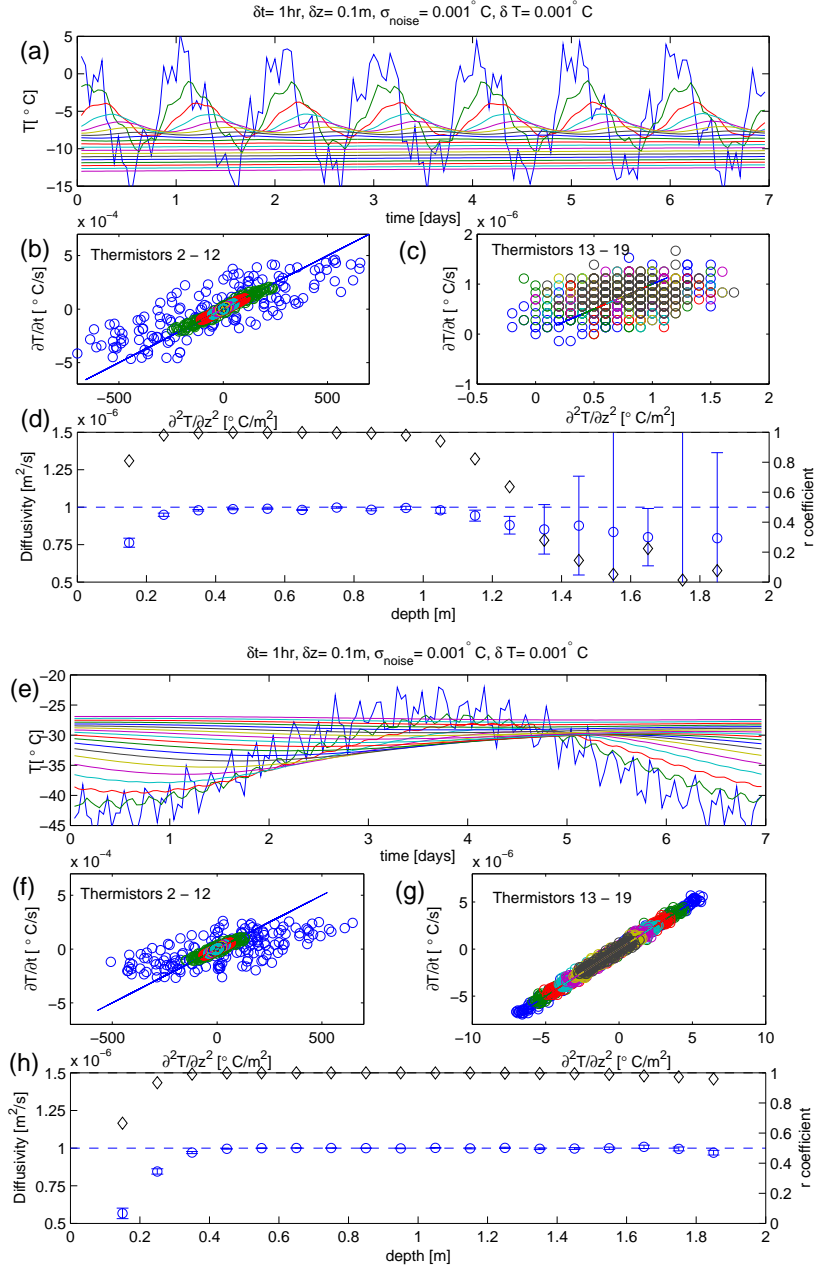 δt= 1hr, δz= 0.1m, σnoise= 0.001° C, δ T= 0.001° C
(a)
5
0
−5
−10
−15
T[ ° C]
0 1 2 3 4 5 6 7
time [days]
(b)
x 10−4
Thermistors 2 − 12
5
0
−5
∂T/∂t [ ° C/s]
−500 0 500
∂2T/∂z2 [° C/m2]
(c)
x 10−6
Thermistors 13 − 19
2
1
0
−1
∂T/∂t [ ° C/s]
−0.5 0 0.5 1 1.5 2
∂2T/∂z2 [° C/m2]
(d)
x 10−6
1.5
1
0.75
0.5
Diffusivity [m2/s]
1
0.8
0.6
0.4
0.2
0
r coefficient
0 0.2 0.4 0.6 0.8 1 1.2 1.4 1.6 1.8 2
depth [m]
δt= 1hr, δz= 0.1m, σnoise= 0.001° C, δ T= 0.001° C
(e)
−20
−25
−30
−35
−40
−45
T[ ° C]
0 1 2 3 4 5 6 7
time [days]
(f)
x 10−4
Thermistors 2 − 12
5
0
−5
∂T/∂t [ ° C/s]
−500 0 500
∂2T/∂z2 [° C/m2]
(g)
x 10−6
Thermistors 13 − 19
5
0
−5
∂T/∂t [ ° C/s]
−10 −5 0 5 10
∂2T/∂z2 [° C/m2]
(h)
x 10−6
1.5
1
0.75
0.5
Diffusivity [m2/s]
1
0.8
0.6
0.4
0.2
0
r coefficient
0 0.2 0.4 0.6 0.8 1 1.2 1.4 1.6 1.8 2
depth [m]